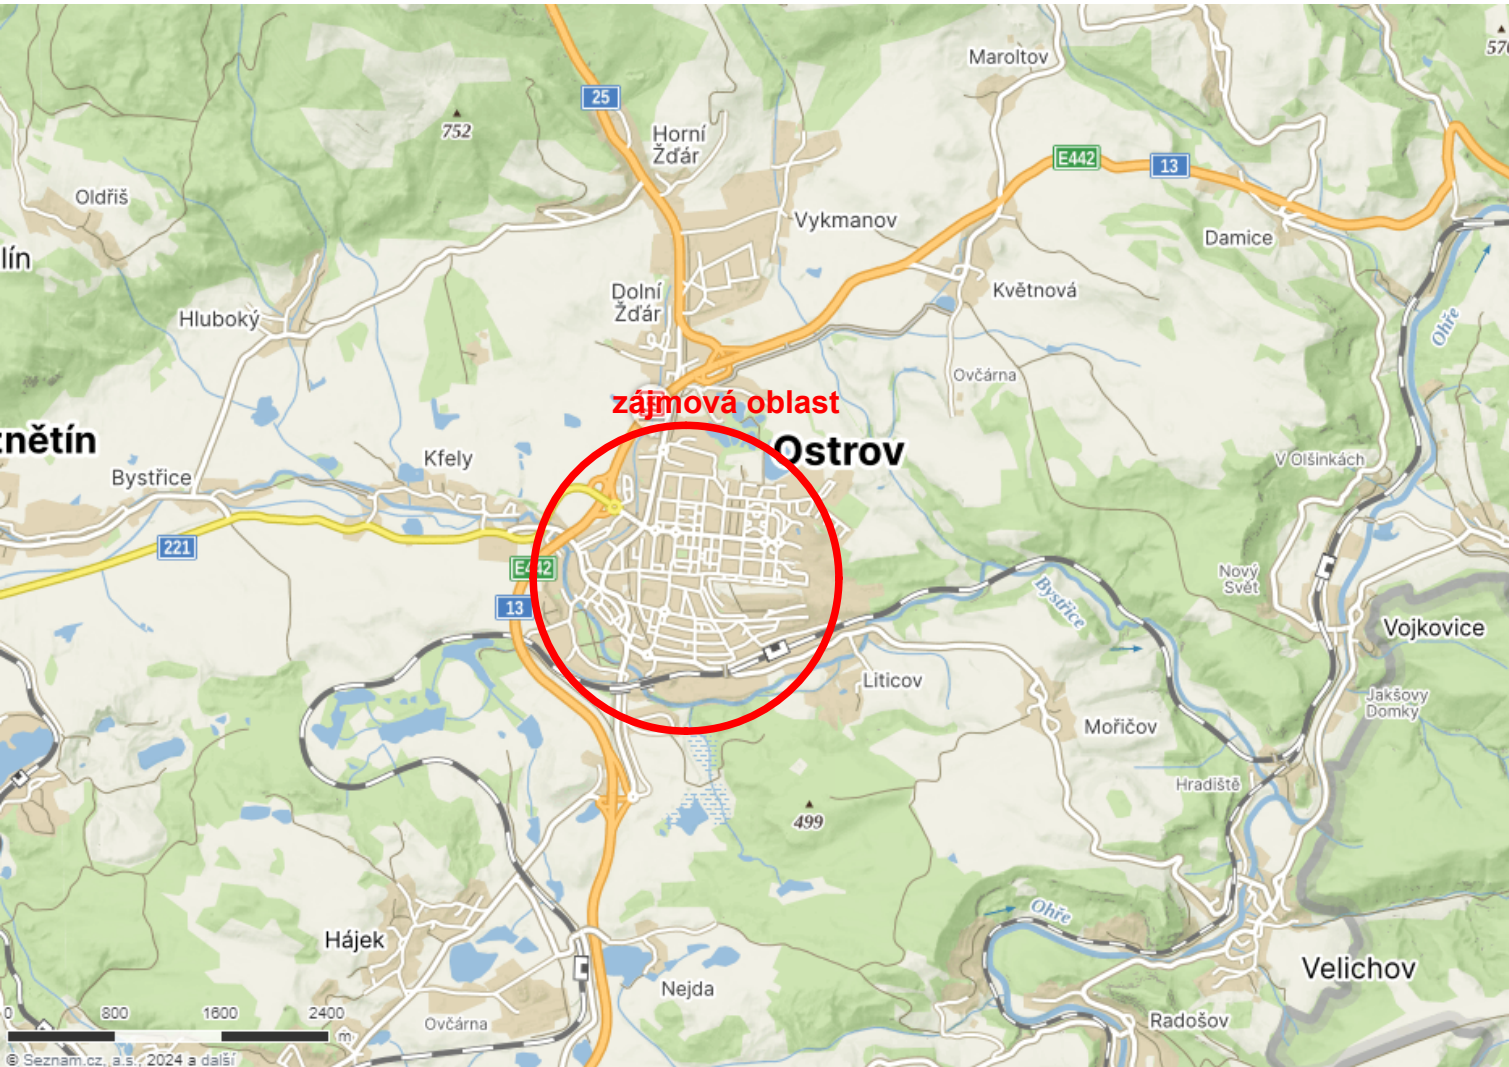 Maroltov
576
25
752
Horní
Žďár
E442
13
Oldřiš
Vykmanov
Damice
lín
Dolní
Žďár
Květnová
Hluboký
Ohře
Ovčárna
zájmová oblast
Ostrov
nětín
Kfely
V Olšinkách
Bystřice
221
E442
Nový
Svět
Bystřice
13
Vojkovice
Liticov
Jakšovy
Domky
Mořičov
Hradiště
499
Ohře
Hájek
Velichov
Nejda
0 800 1600 2400
m
Ovčárna
Radošov
© Seznam.cz, a.s., 2024 a další